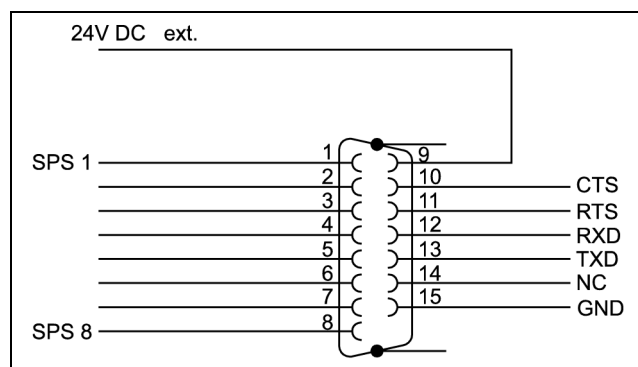 24V DC ext.
SPS 1
1
2
3
4
5
6
7
8
SPS 8
9
10 CTS
11 RTS
12 RXD
13 TXD
14 NC
15 GND